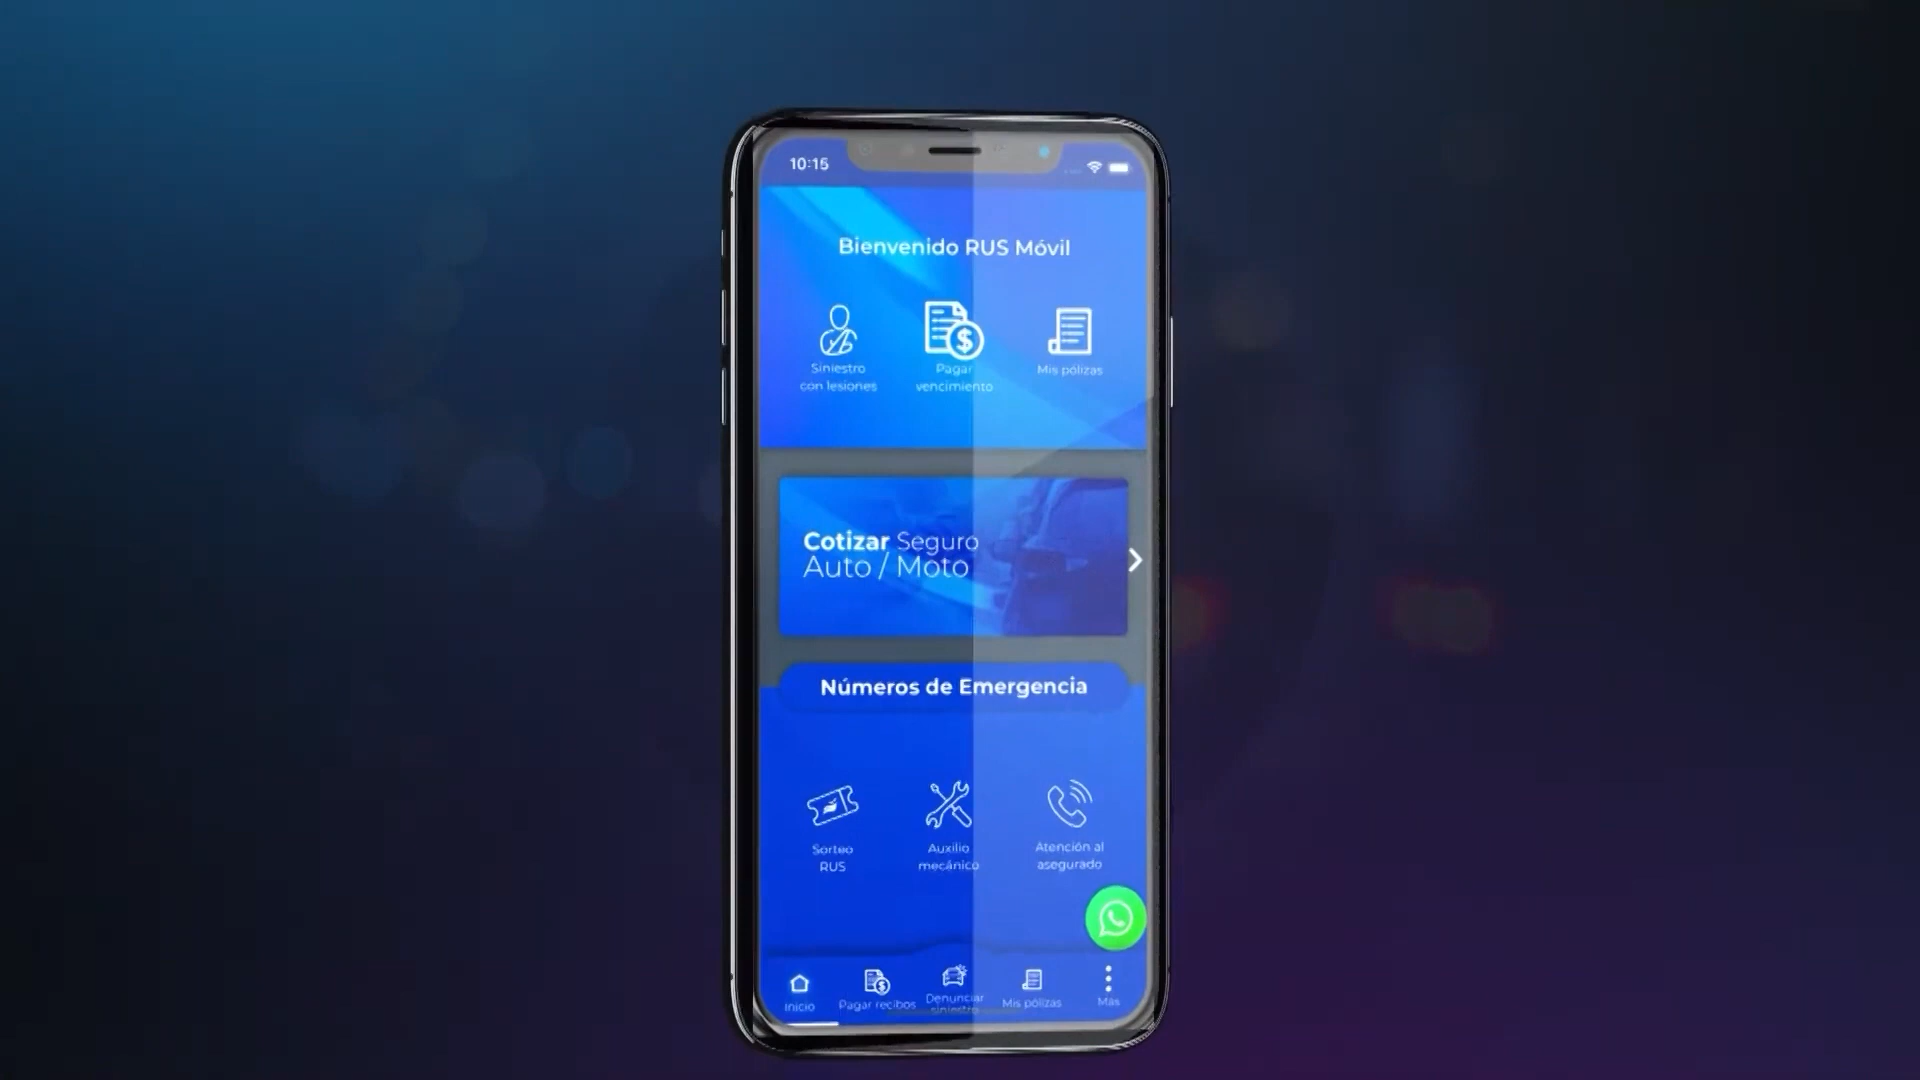 10:15
Bienvenido RUS Móvil
Siniestro
con lesiones
Pagar
vencimiento
Mis pólizas
Cotizar Seguro
Auto / Moto
Números de Emergencia
Sorteo
RUS
Auxilio
mecánico
Atención al
asegurado
Inicio
Pagar recibos
Denunciar
siniestro
Mis pólizas
Más